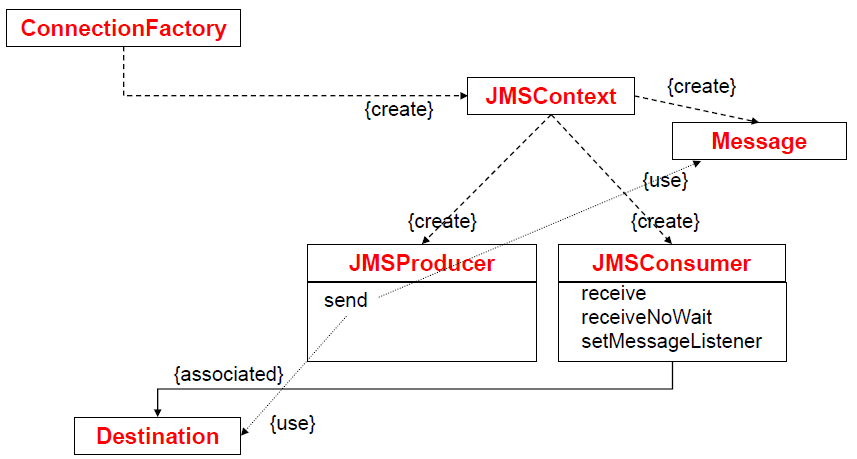 ConnectionFactory
{create}
JMSContext
{create}
Message
{use}
{create}
{create}
JMSProducer
send
JMSConsumer
receive
receiveNoWait
setMessageListener
{associated}
{use}
Destination